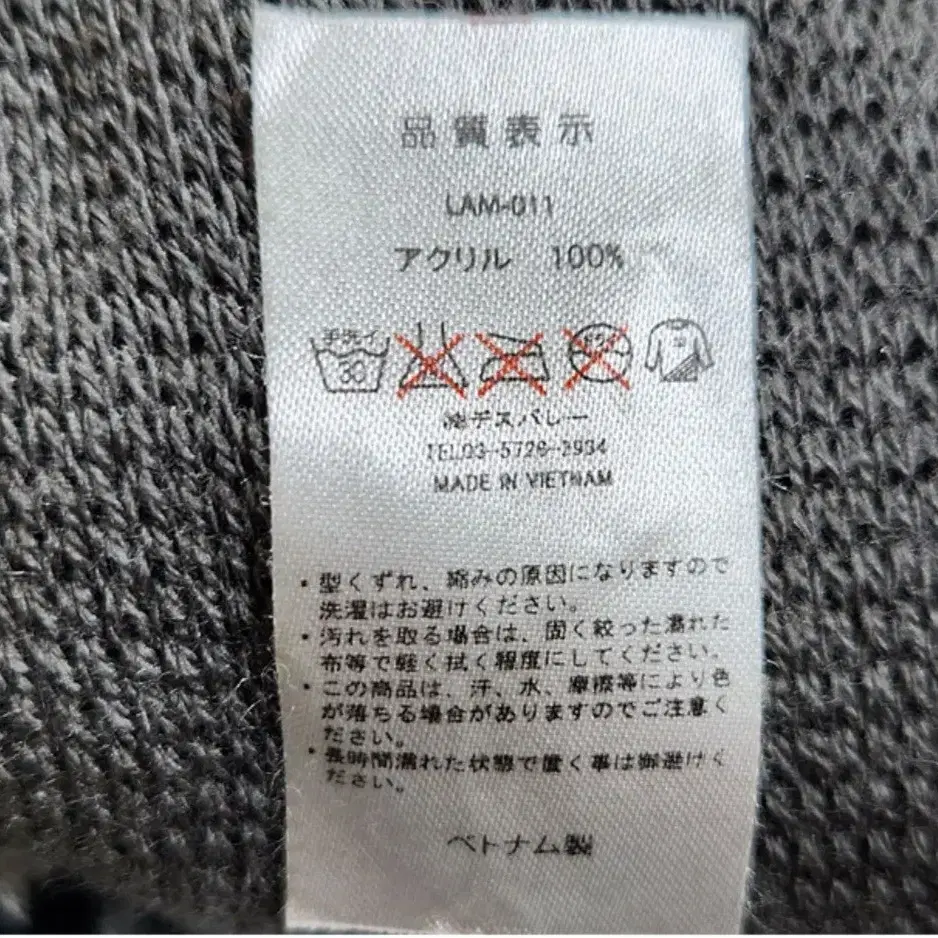 品質表示
LAM-011
アクリル 100%
手洗イ
30
㈱デスパレー
TEL03-5726-2934
MADE IN VIETNAM
・型くずれ、縮みの原因になりますので
洗濯はお避けください。
・汚れを取る場合は、固く絞った濡れた
布等で軽く拭く程度にしてください。
・この商品は、汗、水、摩擦等により色
が落ちる場合がありますのでご注意く
ださい。
・長時間濡れた状態で置く事は御避けく
ださい。
ベトナム製